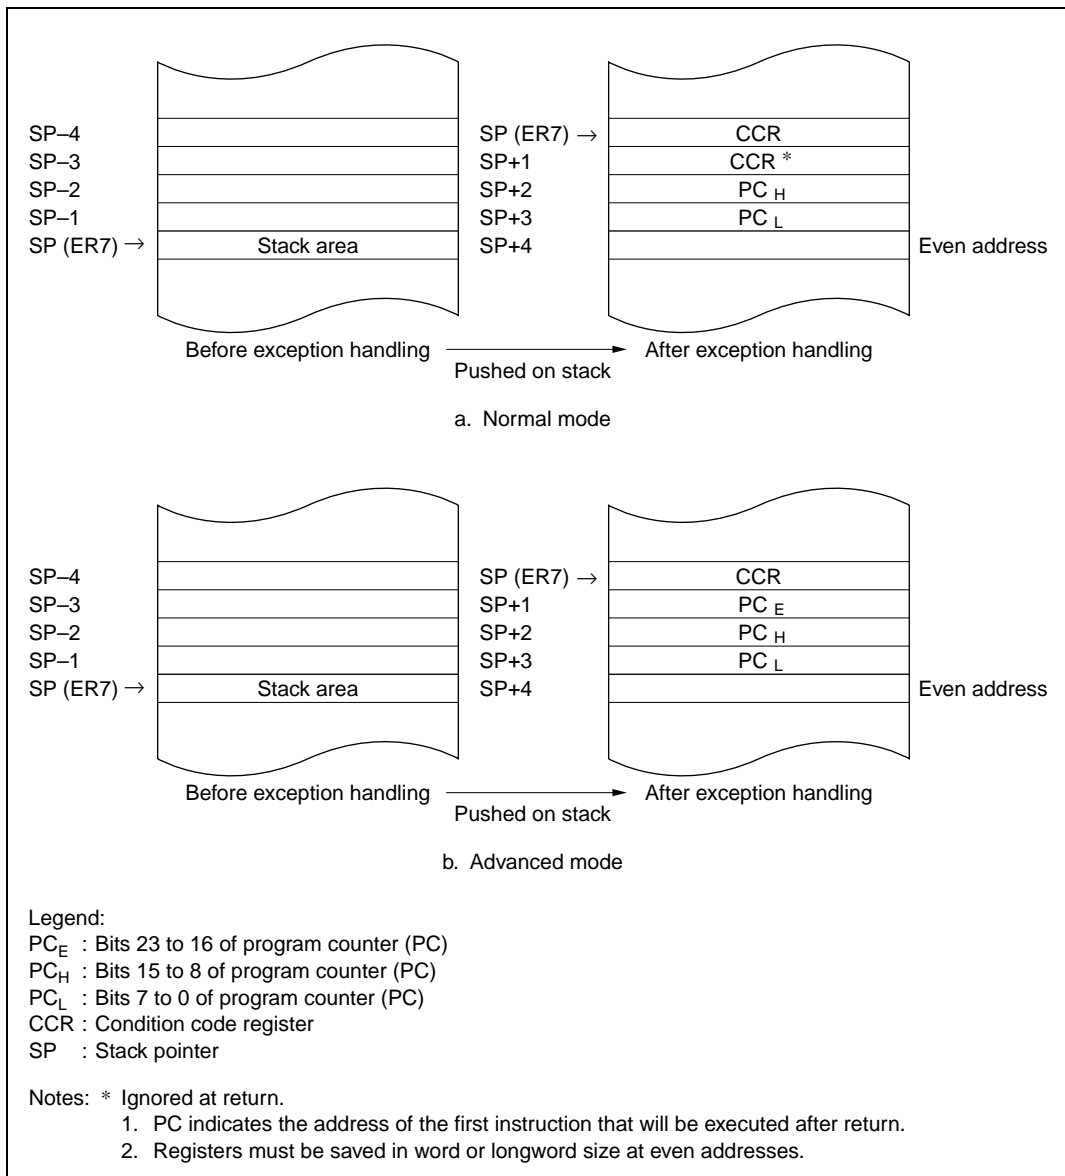 SP–4 SP (ER7) → CCR
SP–3 SP+1 CCR *
SP–2 SP+2 PC H
SP–1 SP+3 PC L
SP (ER7) → Stack area SP+4 Even address
Before exception handling After exception handling
Pushed on stack
a. Normal mode
SP–4 SP (ER7) → CCR
SP–3 SP+1 PC E
SP–2 SP+2 PC H
SP–1 SP+3 PC L
SP (ER7) → Stack area SP+4 Even address
Before exception handling After exception handling
Pushed on stack
b. Advanced mode
Legend:
PCE : Bits 23 to 16 of program counter (PC)
PCH : Bits 15 to 8 of program counter (PC)
PCL : Bits 7 to 0 of program counter (PC)
CCR : Condition code register
SP : Stack pointer
Notes: * Ignored at return.
1. PC indicates the address of the first instruction that will be executed after return.
2. Registers must be saved in word or longword size at even addresses.